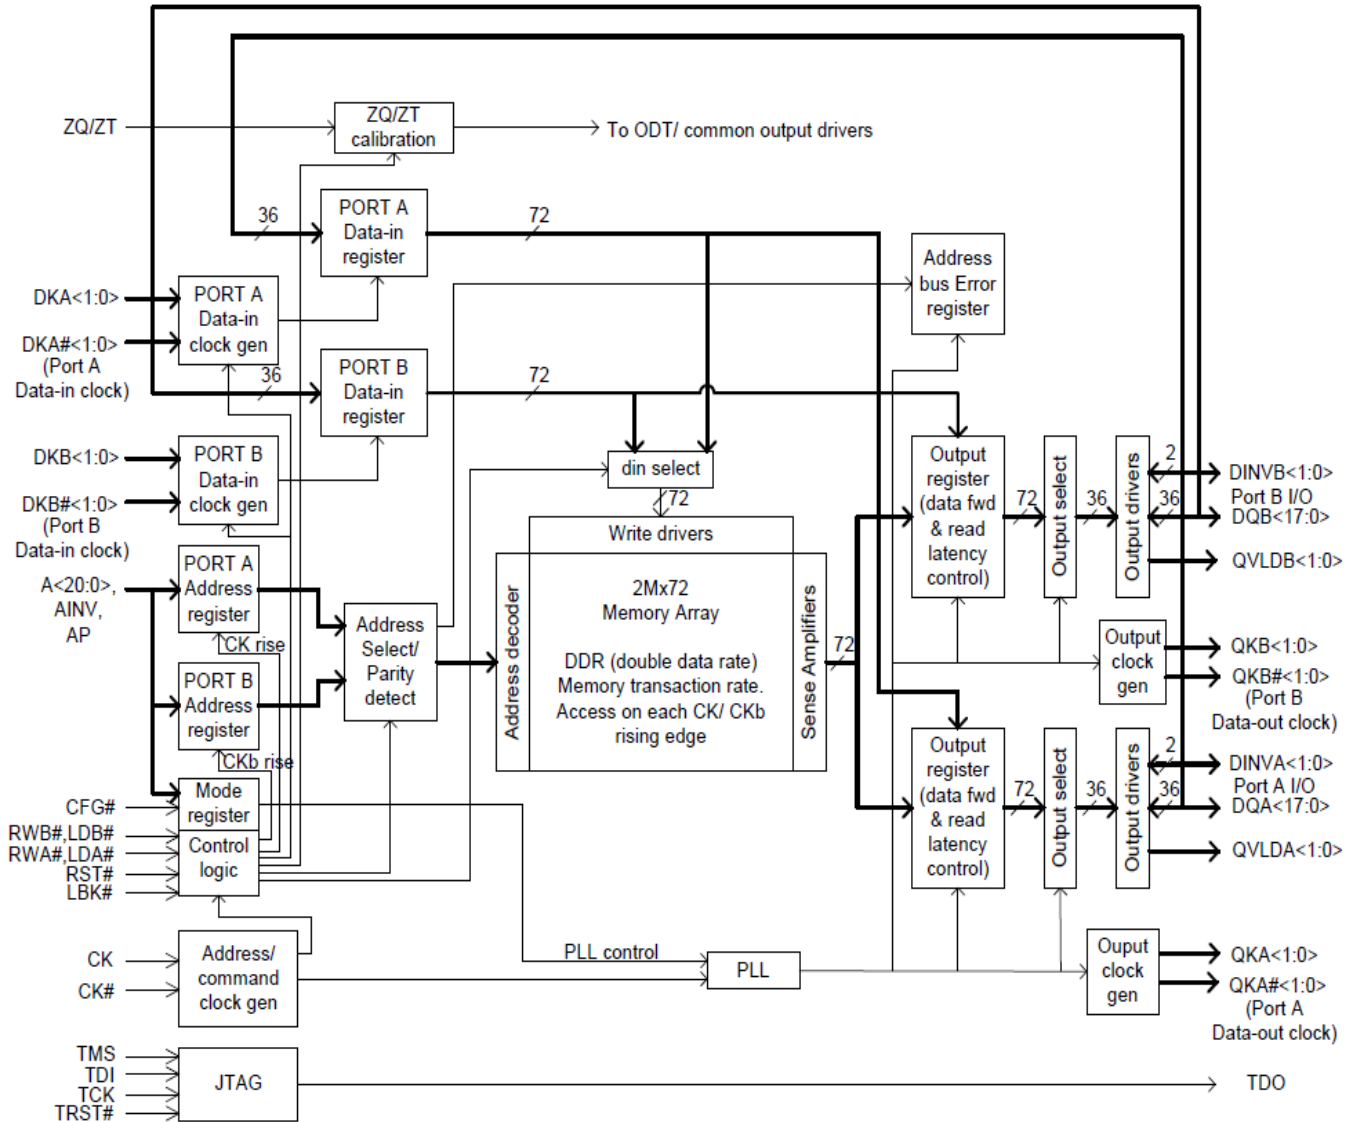 ZQ/ZT
ZQ/ZT
calibration
To ODT/ common output drivers
36
PORT A
Data-in
register
72
Address
bus Error
register
DKA<1:0>
DKA#<1:0>
(Port A
Data-in clock)
PORT A
Data-in
clock gen
36
PORT B
Data-in
register
72
DKB<1:0>
DKB#<1:0>
(Port B
Data-in clock)
PORT B
Data-in
clock gen
din select
72
Write drivers
Output
register
(data fwd
& read
latency
control)
72
Output select
36
Output drivers
2
36
DINVB<1:0>
Port B I/O
DQB<17:0>
QVLDB<1:0>
A<20:0>,
AINV,
AP
PORT A
Address
register
CK rise
PORT B
Address
register
CKb rise
Address
Select/
Parity
detect
Address decoder
2Mx72
Memory Array
DDR (double data rate)
Memory transaction rate.
Access on each CK/ CKb
rising edge
Sense Amplifiers
72
Output
clock
gen
QKB<1:0>
QKB#<1:0>
(Port B
Data-out clock)
Output
register
(data fwd
& read
latency
control)
72
Output select
36
Output drivers
2
36
DINVA<1:0>
Port A I/O
DQA<17:0>
QVLDA<1:0>
CFG#
RWB#,LDB#
RWA#,LDA#
RST#
LBK#
Mode
register
Control
logic
CK
CK#
Address/
command
clock gen
PLL control
PLL
Ouput
clock
gen
QKA<1:0>
QKA#<1:0>
(Port A
Data-out clock)
TMS
TDI
TCK
TRST#
JTAG
TDO